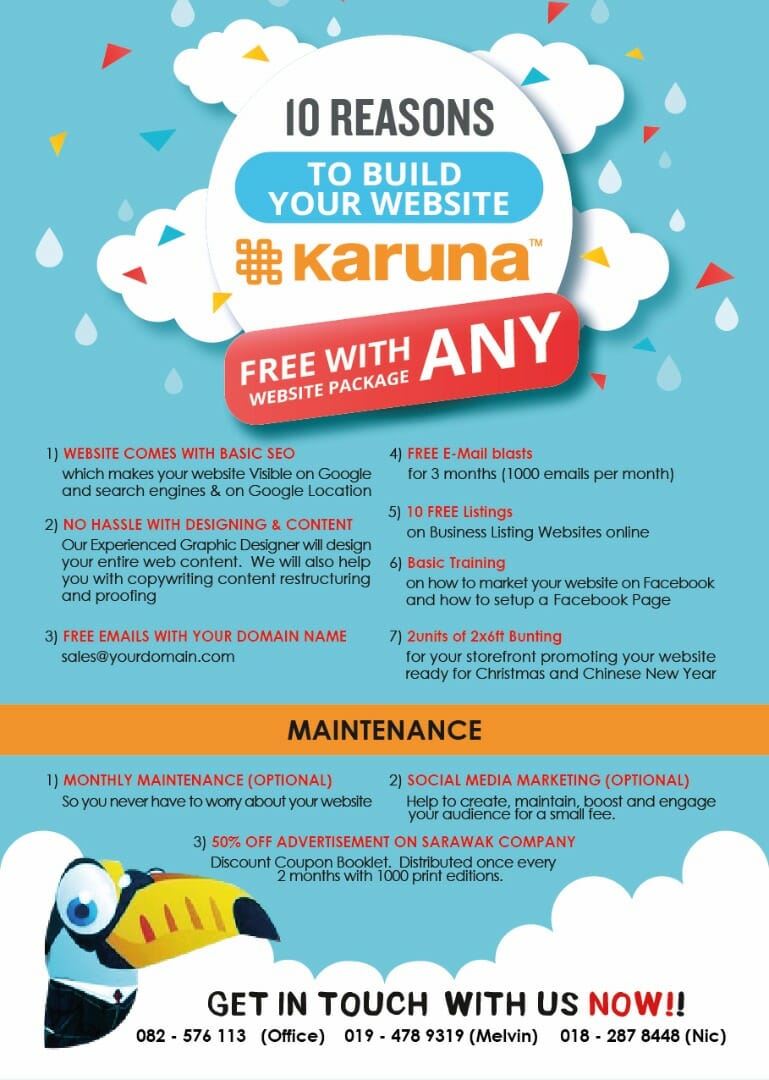 10 REASONS
TO BUILD
YOUR WEBSITE
Karuna™
FREE WITH ANY
WEBSITE PACKAGE
1) WEBSITE COMES WITH BASIC SEO
which makes your website Visible on Google
and search engines & on Google Location
2) NO HASSLE WITH DESIGNING & CONTENT
Our Experienced Graphic Designer will design
your entire web content. We will also help
you with copywriting content restructuring
and proofing
3) FREE EMAILS WITH YOUR DOMAIN NAME
sales@yourdomain.com
4) FREE E-Mail blasts
for 3 months (1000 emails per month)
5) 10 FREE Listings
on Business Listing Websites online
6) Basic Training
on how to market your website on Facebook
and how to setup a Facebook Page
7) 2units of 2x6ft Bunting
for your storefront promoting your website
ready for Christmas and Chinese New Year
MAINTENANCE
1) MONTHLY MAINTENANCE (OPTIONAL)
So you never have to worry about your website
2) SOCIAL MEDIA MARKETING (OPTIONAL)
Help to create, maintain, boost and engage
your audience for a small fee.
3) 50% OFF ADVERTISEMENT ON SARAWAK COMPANY
Discount Coupon Booklet. Distributed once every
2 months with 1000 print editions.
GET IN TOUCH WITH US NOW!!
082 - 576 113 (Office) 019 - 478 9319 (Melvin) 018 - 287 8448 (Nic)